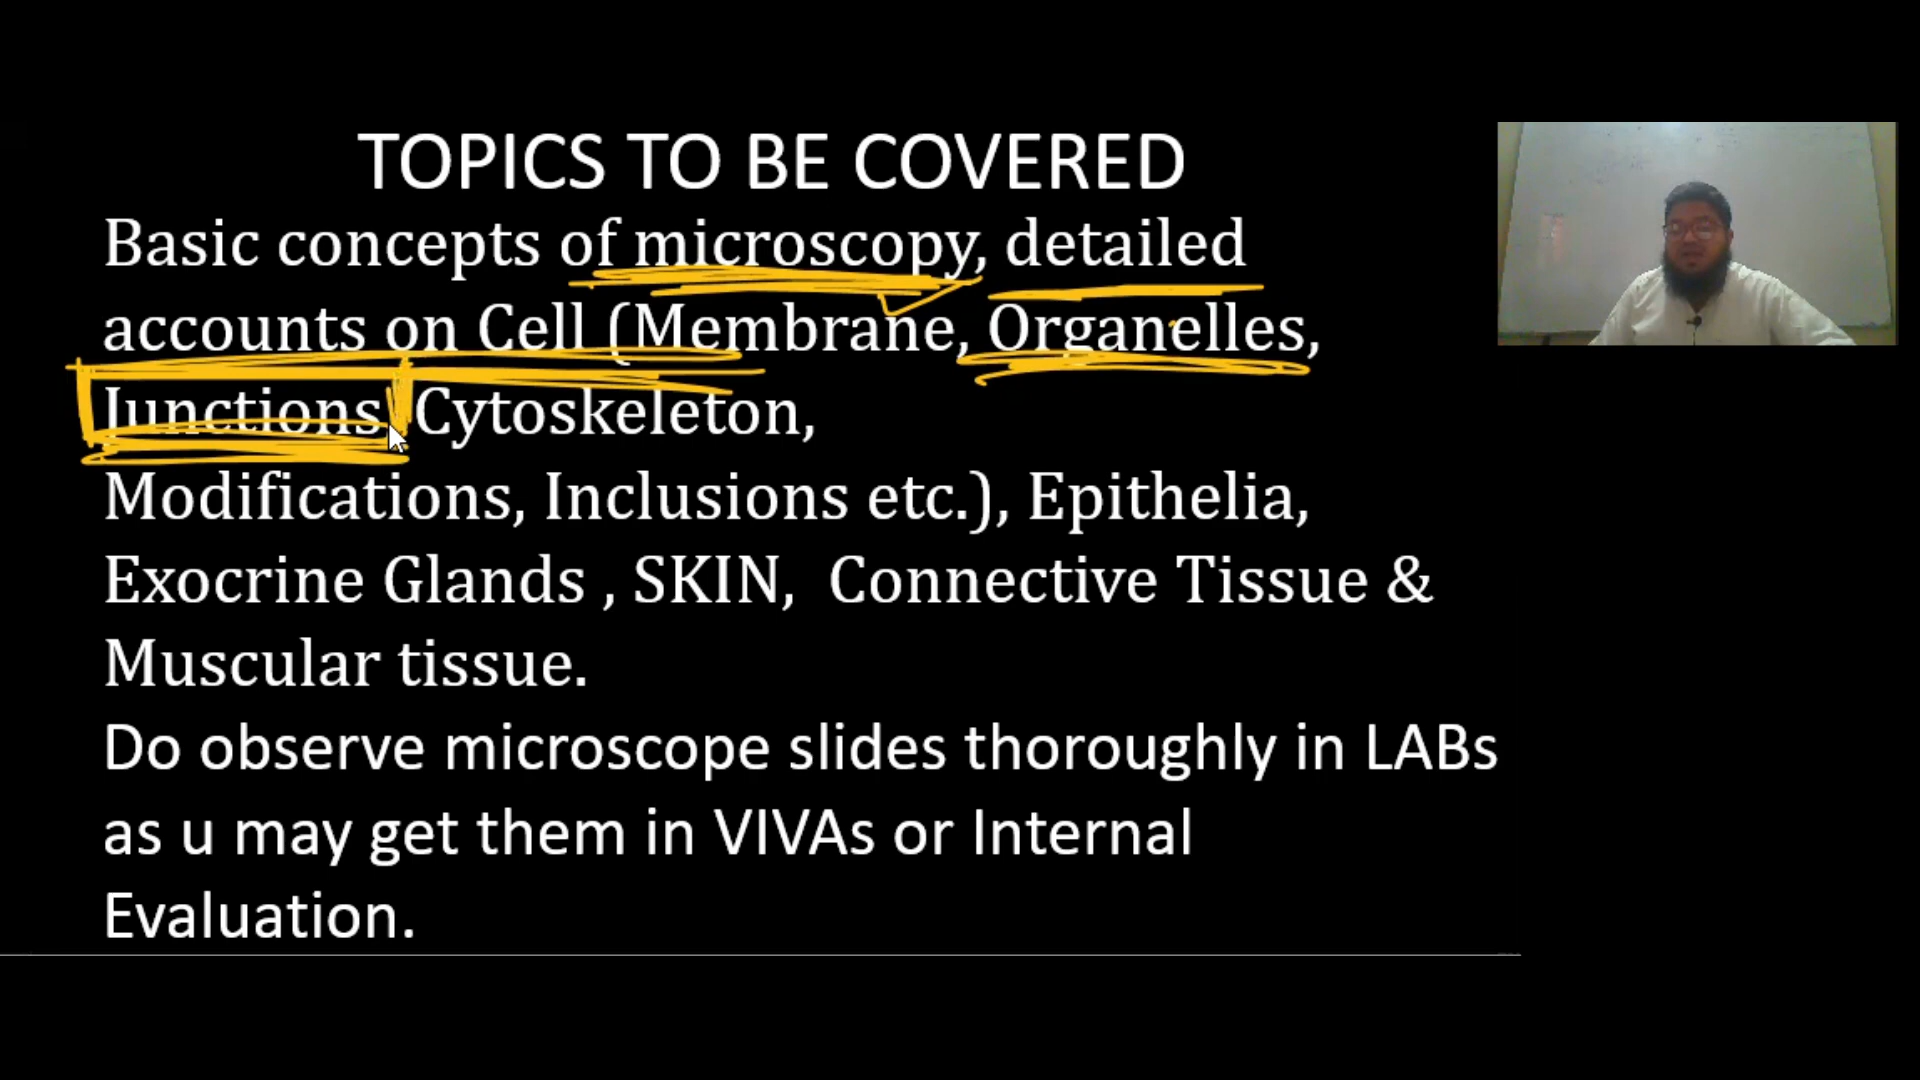 TOPICS TO BE COVERED
Basic concepts of microscopy, detailed
accounts on Cell (Membrane, Organelles,
Junctions, Cytoskeleton,
Modifications, Inclusions etc.), Epithelia,
Exocrine Glands , SKIN,  Connective Tissue &
Muscular tissue.
Do observe microscope slides thoroughly in LABs
as u may get them in VIVAs or Internal
Evaluation.